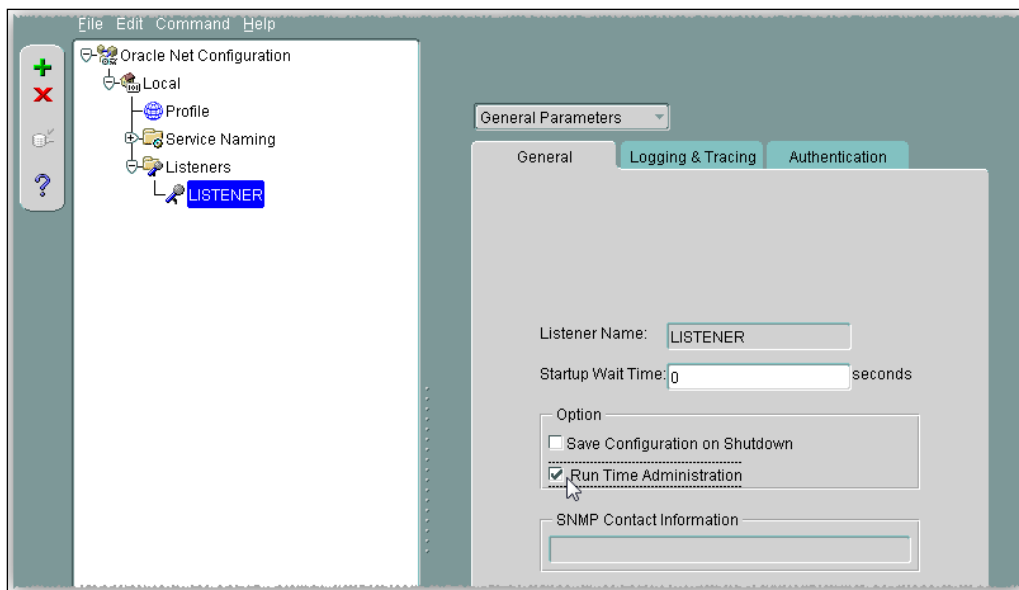 File Edit Command Help
Oracle Net Configuration
Local
Profile
Service Naming
Listeners
LISTENER
General Parameters
General Logging & Tracing Authentication
Listener Name: LISTENER
Startup Wait Time: 0 seconds
Option
Save Configuration on Shutdown
Run Time Administration
SNMP Contact Information